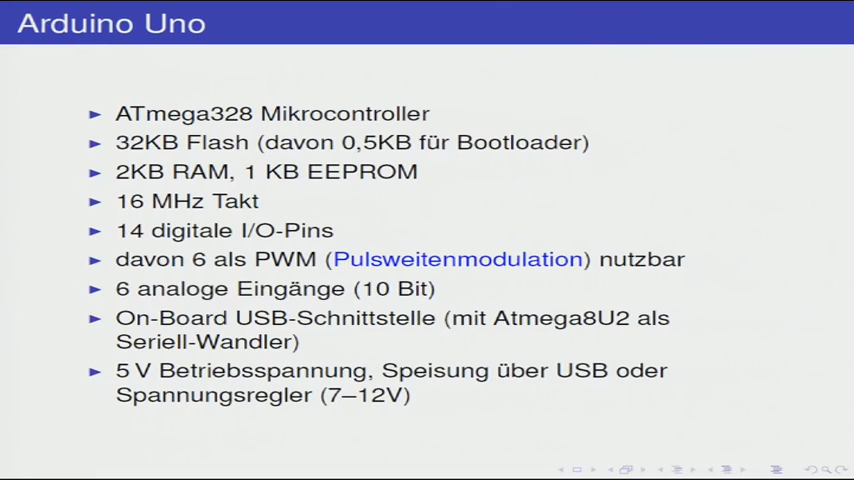 Arduino Uno
ATmega328 Mikrocontroller
32KB Flash (davon 0,5KB für Bootloader)
2KB RAM, 1 KB EEPROM
16 MHz Takt
14 digitale I/O-Pins
davon 6 als PWM (Pulsweitenmodulation) nutzbar
6 analoge Eingänge (10 Bit)
On-Board USB-Schnittstelle (mit Atmega8U2 als
Seriell-Wandler)
5 V Betriebsspannung, Speisung über USB oder
Spannungsregler (7–12V)